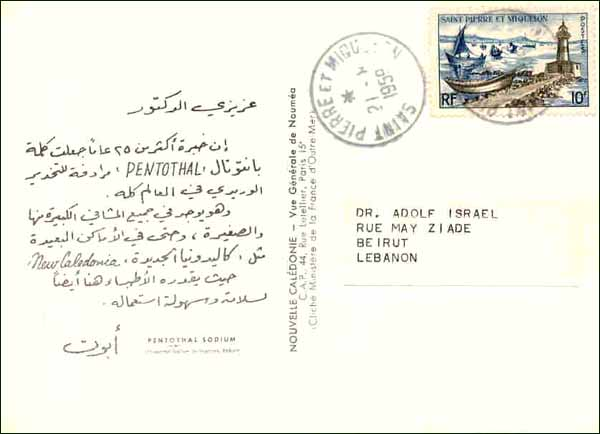 عزيزي الدكتور
إن خبرة أكثر من ٢٥ عاماً جعلت كلمة
بانتوتال (PENTOTHAL) مرادفة للتخدير
الوريدي في العالم كله.
وهو يوجد في جميع المشافي الكبيرة منها
والصغيرة، وحتى في الأماكن البعيدة
مثل، كاليدونيا الجديدة، (New Caledonia)
حيث يقدره الأطباء هنا أيضاً
لسلامته وسهولة استعماله.
أبوت
PENTOTHAL SODIUM
NOUVELLE CALÉDONIE – Vue Générale de Nouméa
C.A.P., 44, Rue Letellier, Paris 15e
(Cliché Ministère de la France d'Outre Mer)
SAINT PIERRE ET MIQUELON
21 - 4
1956
SAINT PIERRE ET MIQUELON
POSTES
RF
10F
DR. ADOLF ISRAEL
RUE MAY ZIADE
BEIRUT
LEBANON